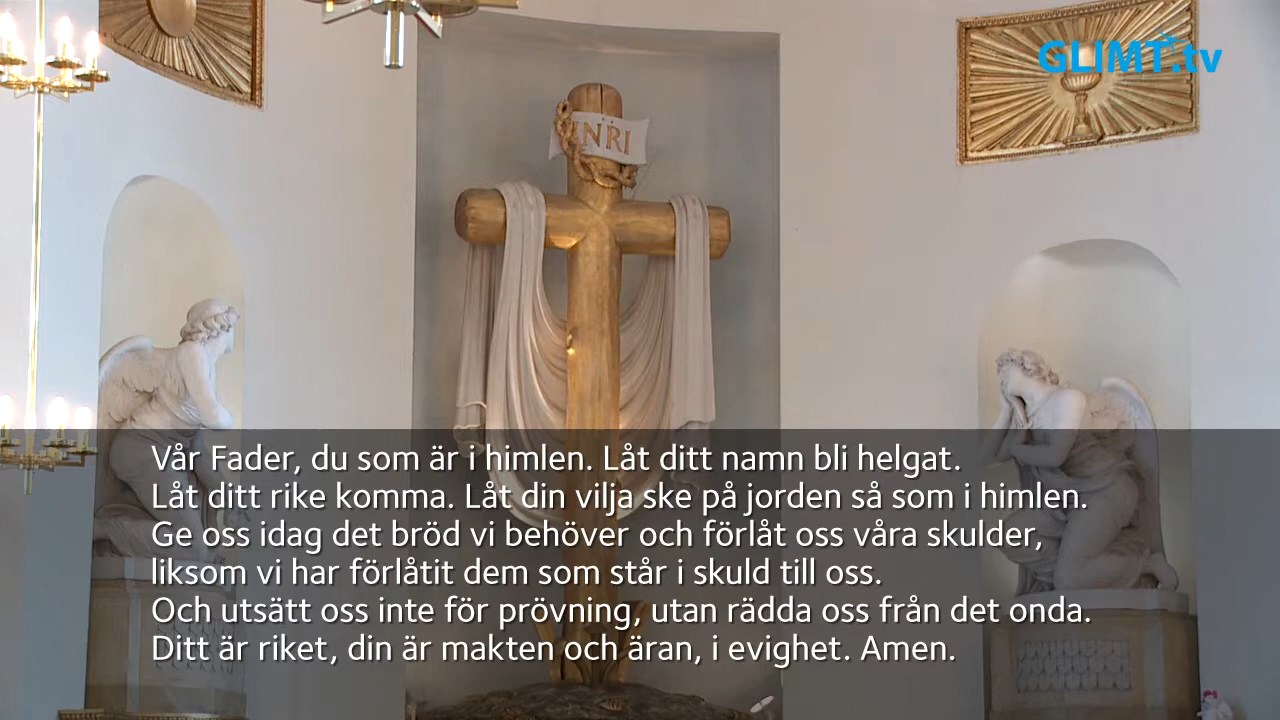 GLIMT.tv
INRI
Vår Fader, du som är i himlen. Låt ditt namn bli helgat.
Låt ditt rike komma. Låt din vilja ske på jorden så som i himlen.
Ge oss idag det bröd vi behöver och förlåt oss våra skulder,
liksom vi har förlåtit dem som står i skuld till oss.
Och utsätt oss inte för prövning, utan rädda oss från det onda.
Ditt är riket, din är makten och äran, i evighet. Amen.